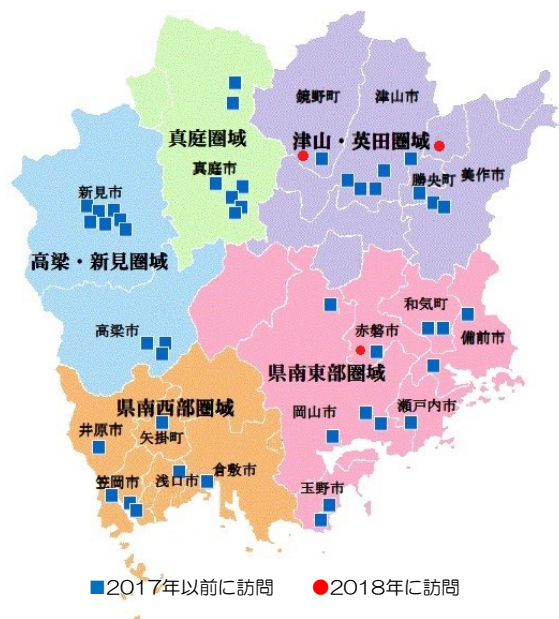 鏡野町
津山市
真庭圏域
津山・英田圏域
真庭市
勝央町
美作市
新見市
高梁・新見圏域
和気町
高梁市
赤磐市
備前市
県南東部圏域
県南西部圏域
岡山市
瀬戸内市
井原市
矢掛町
倉敷市
笠岡市
浅口市
玉野市
■2017年以前に訪問 ●2018年に訪問